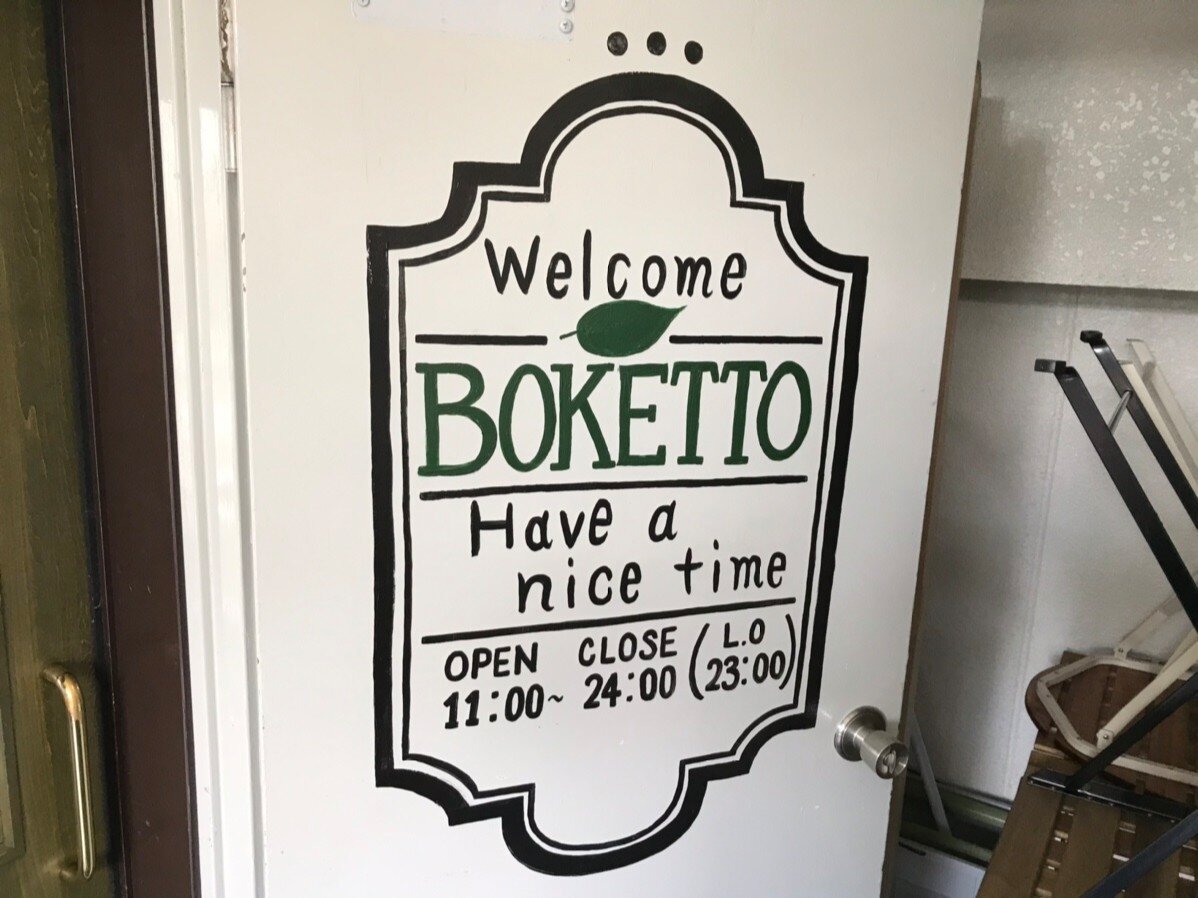 Welcome
BOKETTO
Have a
nice time
OPEN CLOSE (L.O
11:00~ 24:00 23:00)